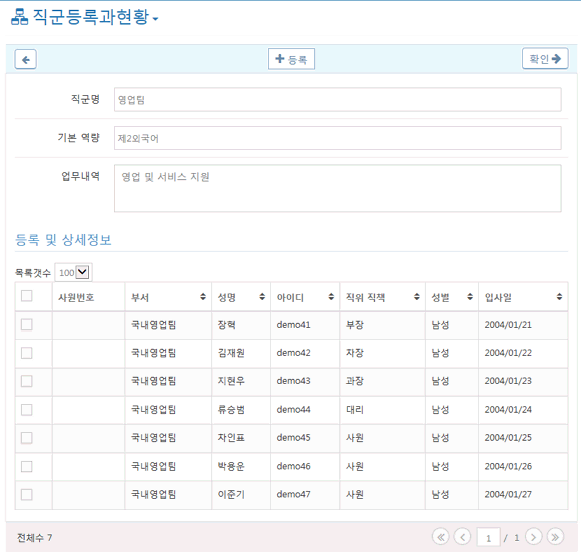 직군등록과현황
등록
확인
직군명
영업팀
기본 역량
제2외국어
업무내역
영업 및 서비스 지원
등록 및 상세정보
목록갯수 100
사원번호 부서 성명 아이디 직위 직책 성별 입사일
국내영업팀 장혁 demo41 부장 남성 2004/01/21
국내영업팀 김재원 demo42 차장 남성 2004/01/22
국내영업팀 지현우 demo43 과장 남성 2004/01/23
국내영업팀 류승범 demo44 대리 남성 2004/01/24
국내영업팀 차인표 demo45 사원 남성 2004/01/25
국내영업팀 박용운 demo46 사원 남성 2004/01/26
국내영업팀 이준기 demo47 사원 남성 2004/01/27
전체수 7
1 / 1